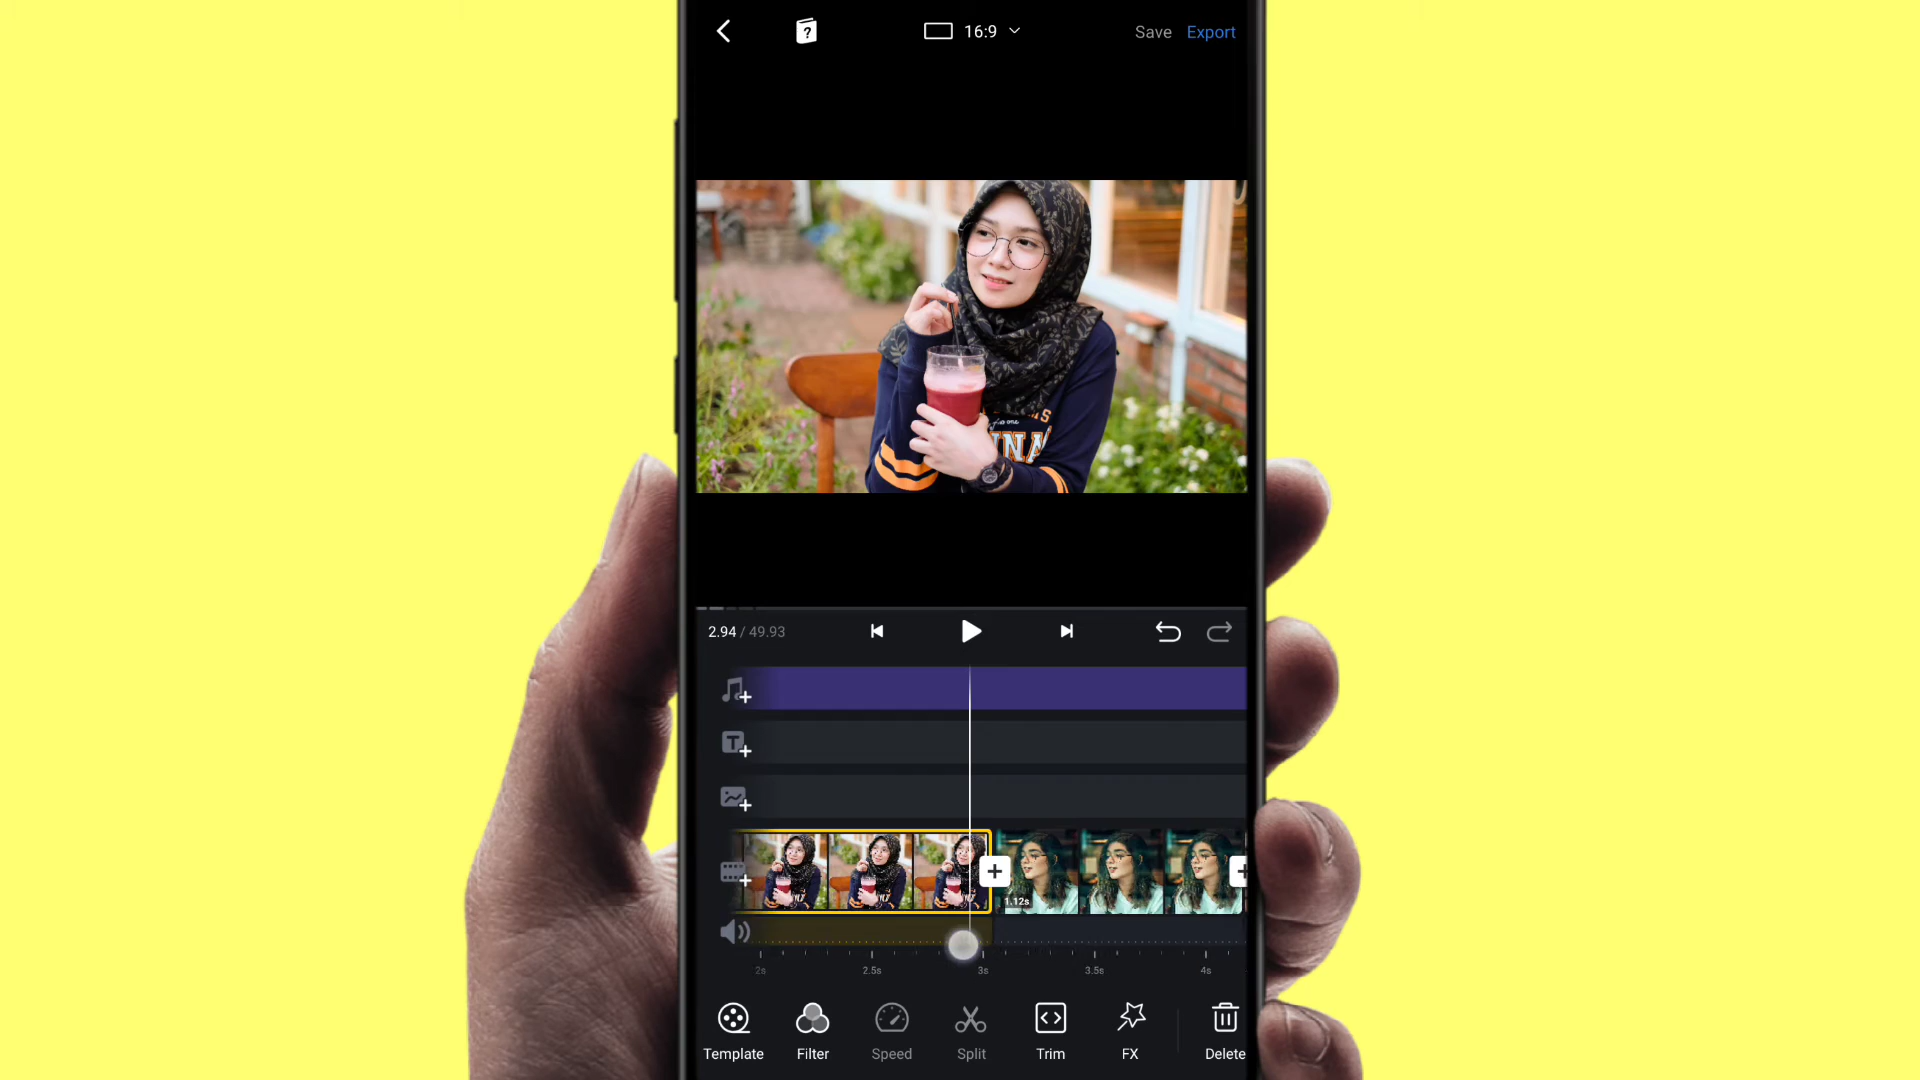 16:9
Save
Export
2.94 / 49.93
1.12s
2s
2.5s
3s
3.5s
4s
Template
Filter
Speed
Split
Trim
FX
Delete